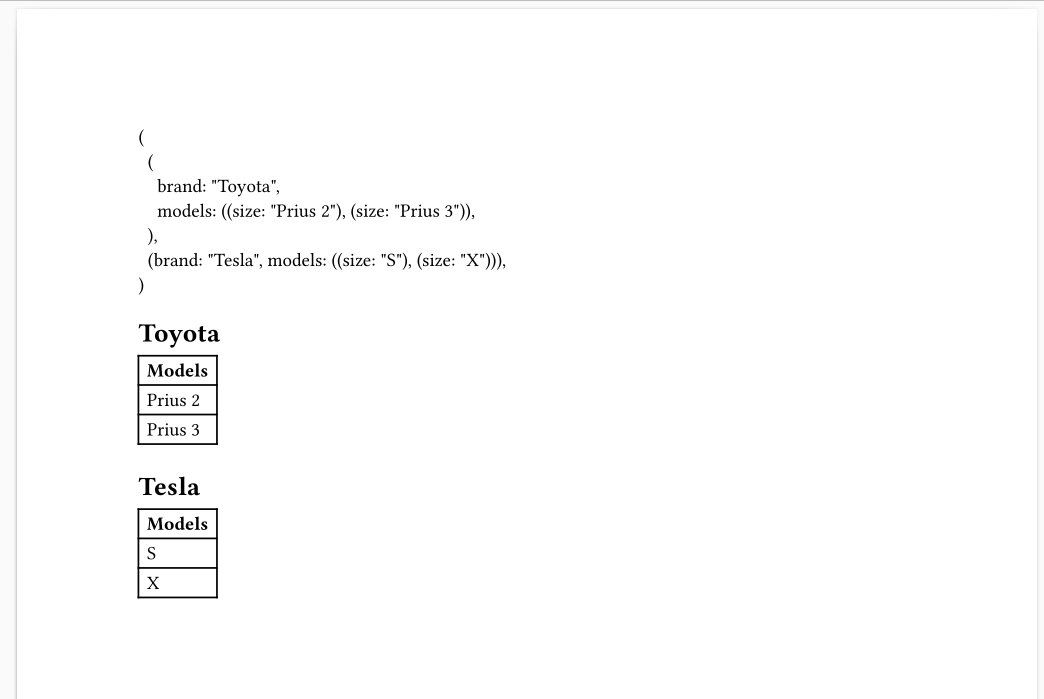 (
(
brand: "Toyota",
models: ((size: "Prius 2"), (size: "Prius 3")),
),
(brand: "Tesla", models: ((size: "S"), (size: "X"))),
)
Toyota
Models
Prius 2
Prius 3
Tesla
Models
S
X